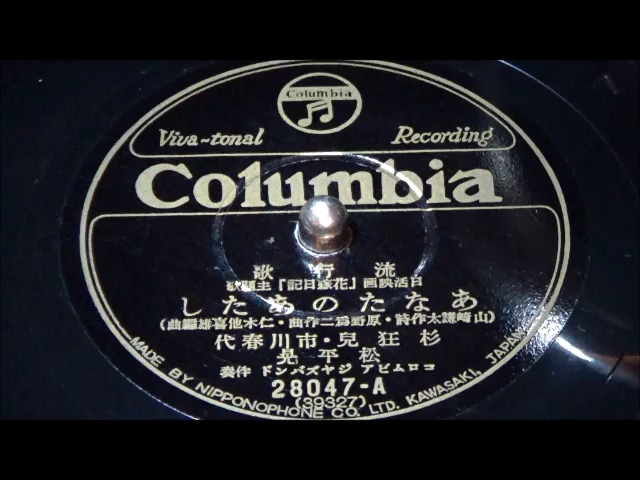 Columbia
Viva-tonal Recording
Columbia
流行歌
日活映画『花嫁日記』主題歌
あなたのあたし
(山崎謙太作詩・原野爲二作曲・仁木他喜雄編曲)
杉狂兒・市川春代
松平晃
コロムビア ジヤズバンド 伴奏
28047-A
(39327)
MADE BY NIPPONOPHONE CO. LTD. KAWASAKI, JAPAN.